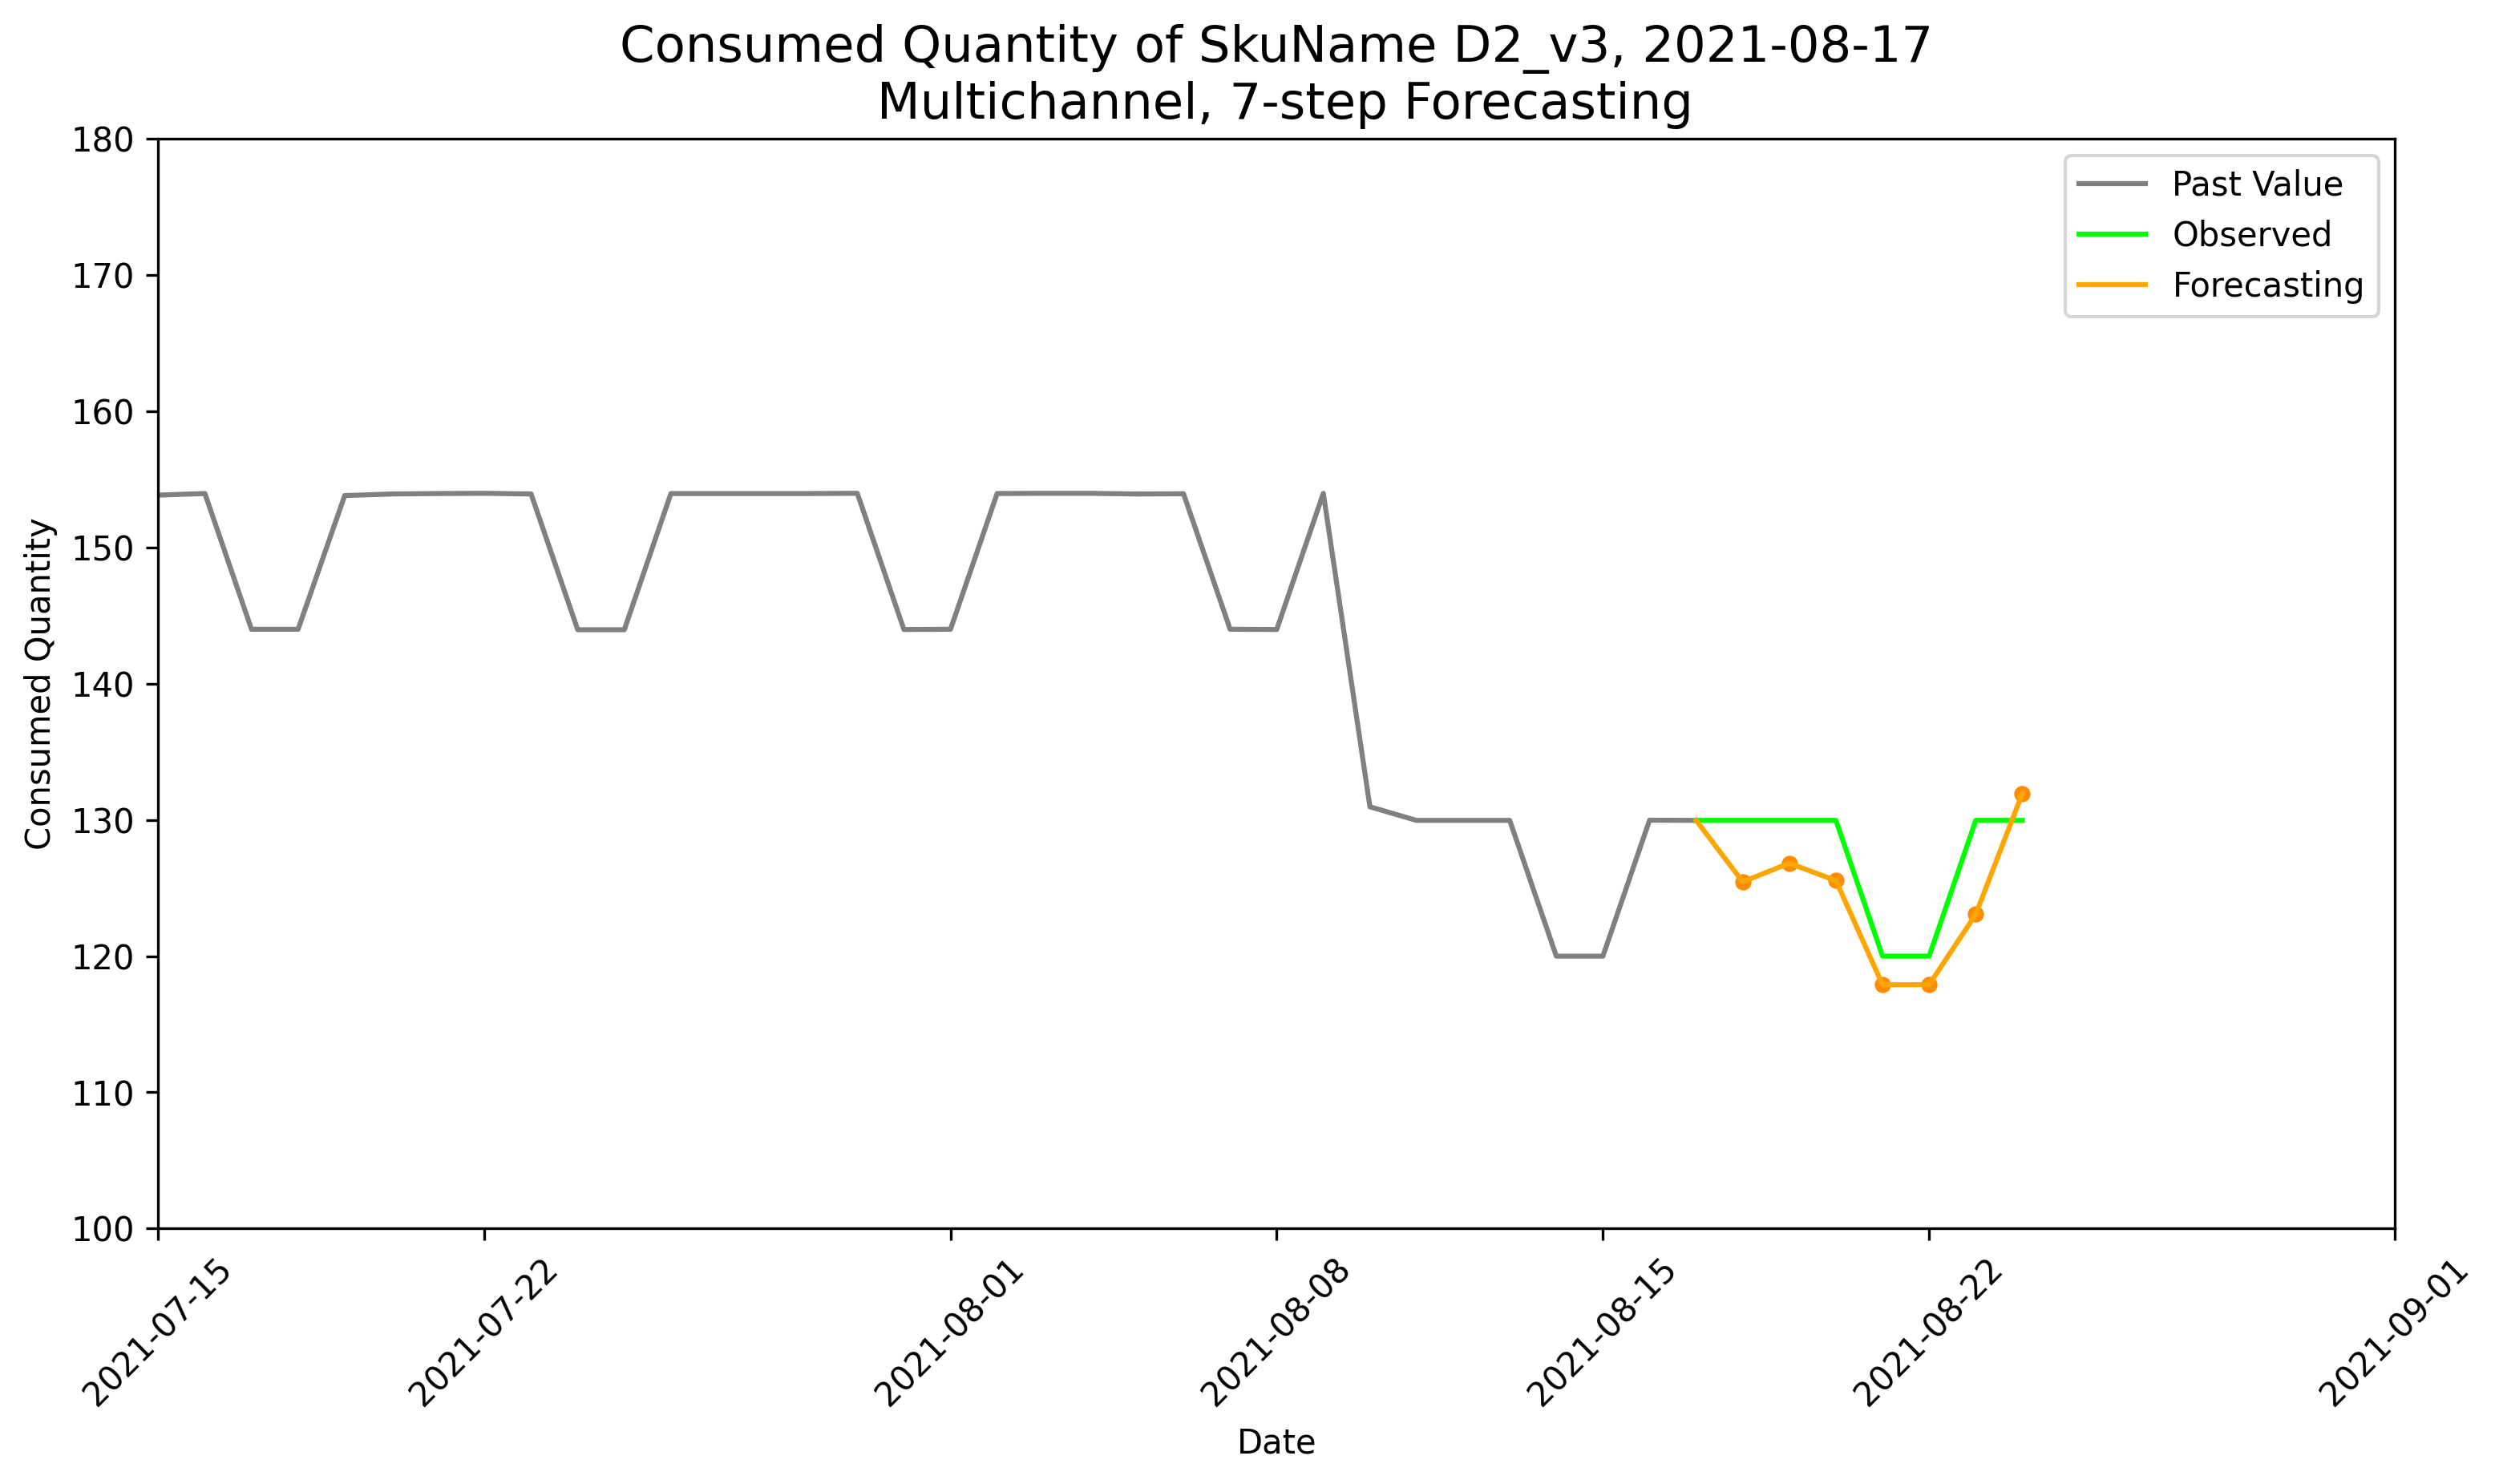 Consumed Quantity of SkuName D2_v3, 2021-08-17
Multichannel, 7-step Forecasting
Past Value
Observed
Forecasting
Consumed Quantity
180
170
160
150
140
130
120
110
100
2021-07-15
2021-07-22
2021-08-01
2021-08-08
2021-08-15
2021-08-22
2021-09-01
Date